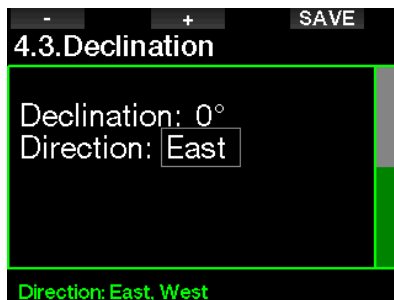 - + SAVE
4.3.Declination
Declination: 0°
Direction: East
Direction: East, West